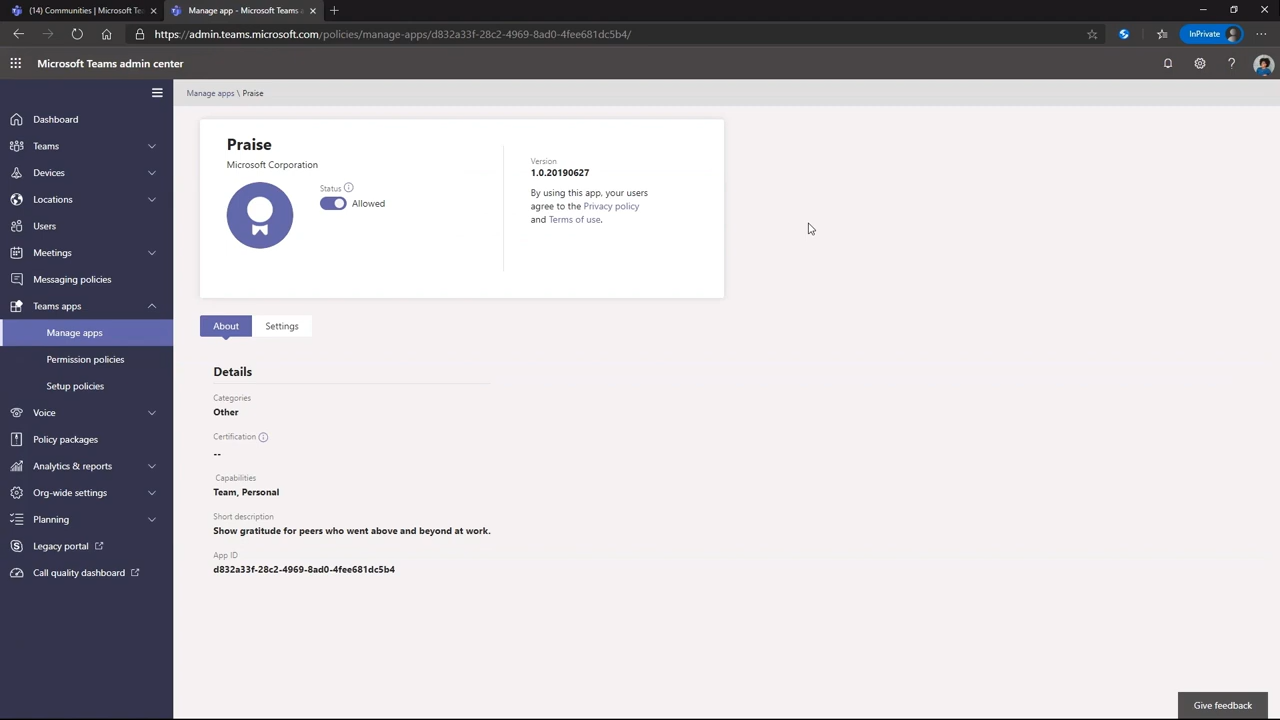 (14) Communities | Microsoft Te
Manage app - Microsoft Teams a
https://admin.teams.microsoft.com/policies/manage-apps/d832a33f-28c2-4969-8ad0-4fee681dc5b4/
InPrivate
Microsoft Teams admin center
Dashboard
Teams
Devices
Locations
Users
Meetings
Messaging policies
Teams apps
Manage apps
Permission policies
Setup policies
Voice
Policy packages
Analytics & reports
Org-wide settings
Planning
Legacy portal
Call quality dashboard
Manage apps \ Praise
Praise
Microsoft Corporation
Status
Allowed
Version
1.0.20190627
By using this app, your users
agree to the Privacy policy
and Terms of use.
About
Settings
Details
Categories
Other
Certification
--
Capabilities
Team, Personal
Short description
Show gratitude for peers who went above and beyond at work.
App ID
d832a33f-28c2-4969-8ad0-4fee681dc5b4
Give feedback